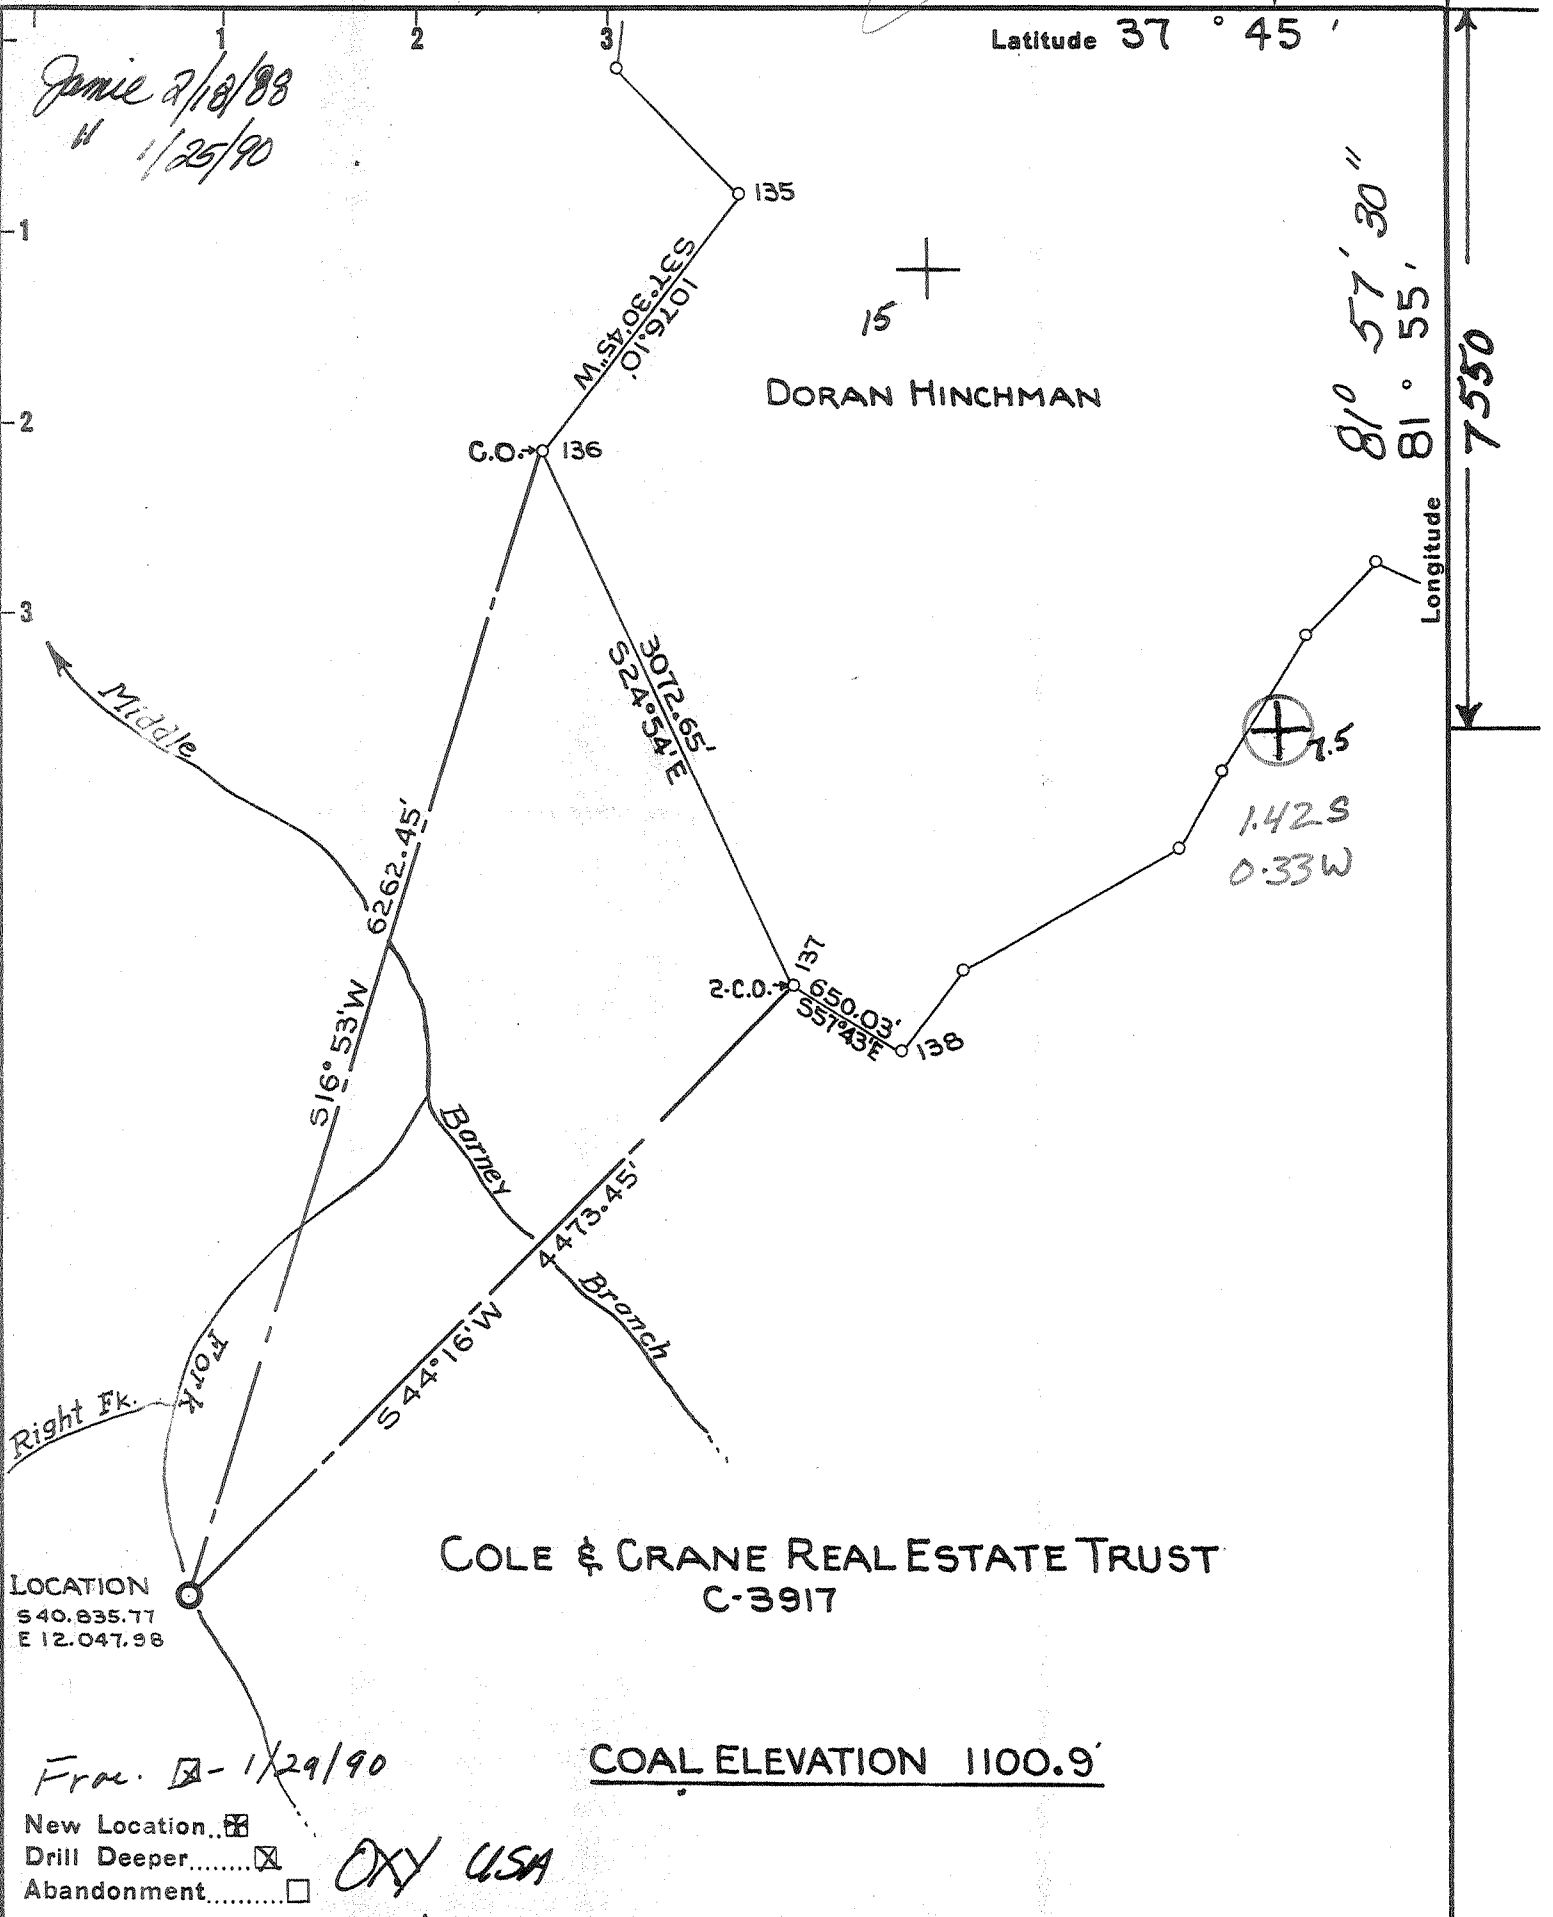 1
2
3
Latitude 37 ° 45 '
Jamie 2/18/88
" 1/25/90
135
1
15
81° 57' 30"
Longitude 81 ° 55 '
7550
S37°30'45"W
1076.10'
DORAN HINCHMAN
2
C.O. 136
3
3072.65'
S24°54'E
Middle
7.5
1.42 S
0.33 W
6262.45'
S16°53'W
137
2-C.O.
650.03'
S57°43'E
138
Barney
4473.45'
S 44°16'W
Branch
Fork
Right Fk.
COLE & CRANE REAL ESTATE TRUST
C-3917
LOCATION
S 40.835.77
E 12.047.98
COAL ELEVATION 1100.9'
Frac. - 1/29/90
New Location..
Drill Deeper........
Abandonment..........
OXY USA